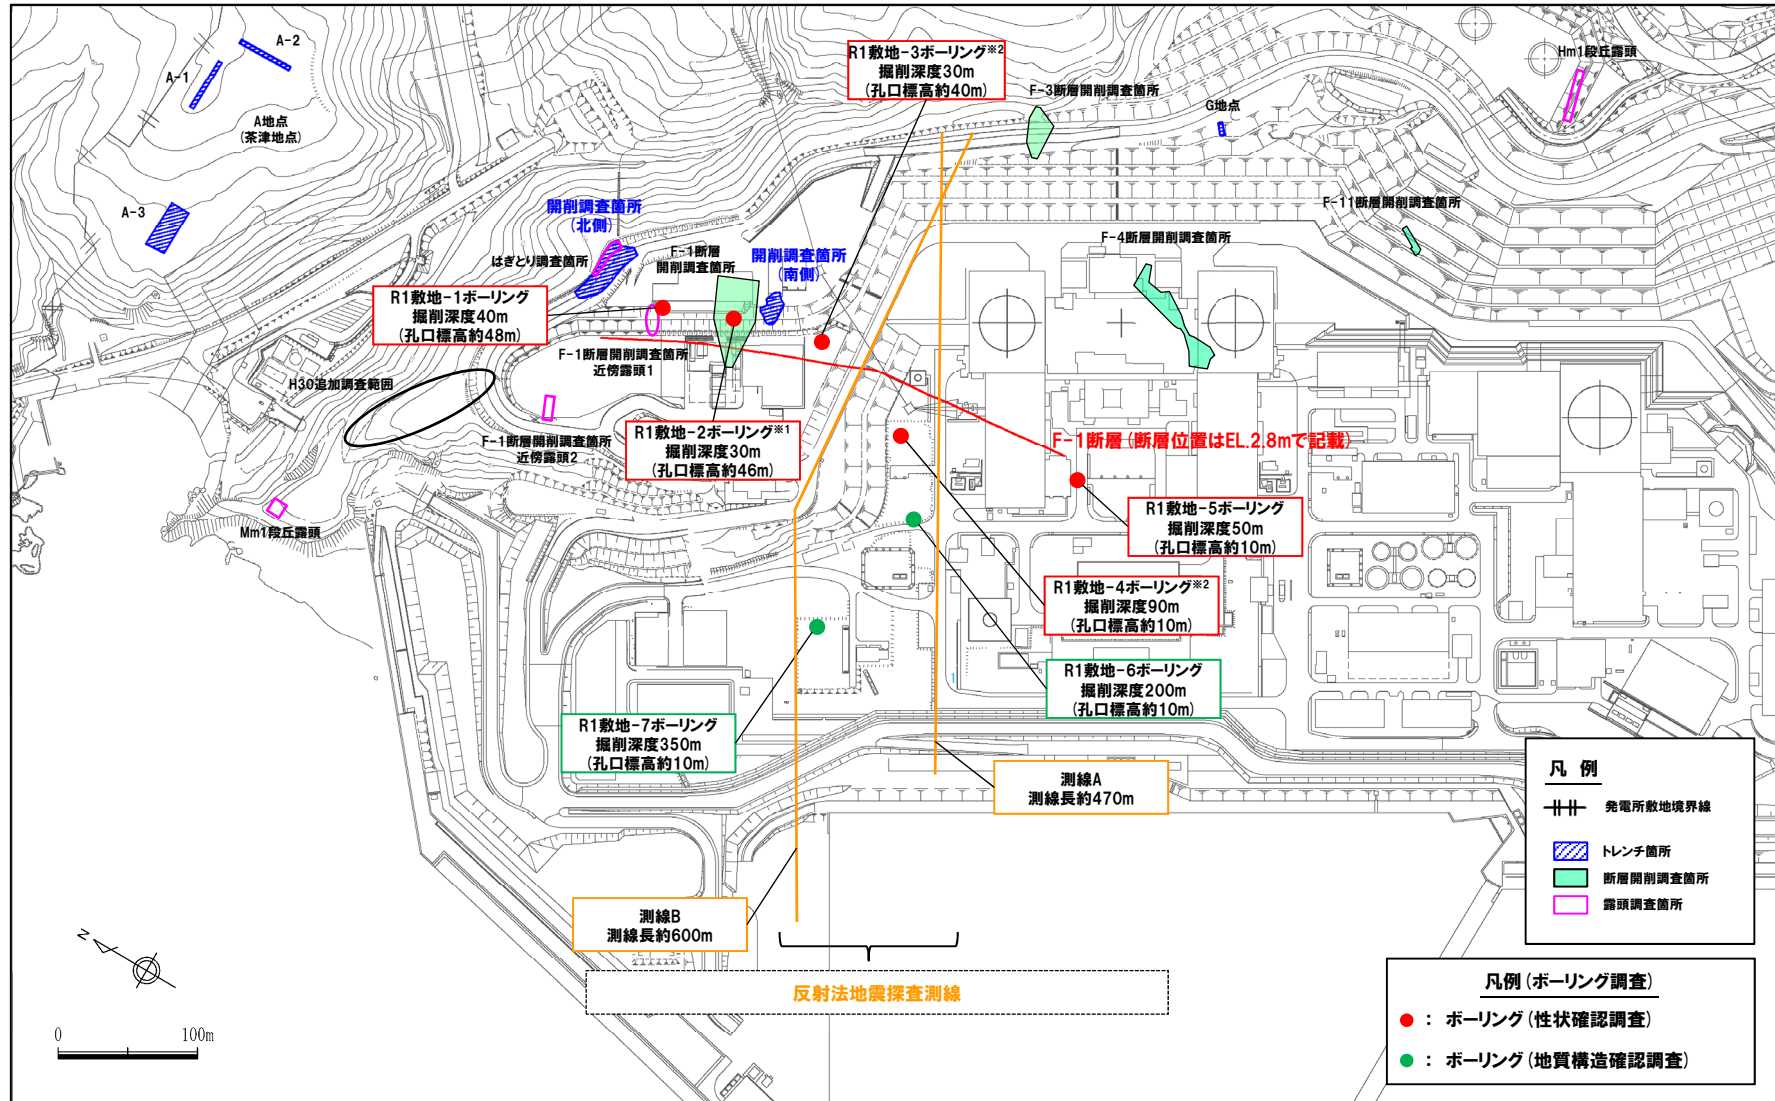 A-2
A-1
A地点
(茶津地点)
A-3
R1敷地-3ボーリング※2
掘削深度30m
(孔口標高約40m)
F-3断層開削調査箇所
G地点
Hm1段丘露頭
F-11断層開削調査箇所
F-4断層開削調査箇所
開削調査箇所
(北側)
はぎとり調査箇所
F-1断層
開削調査箇所
開削調査箇所
(南側)
R1敷地-1ボーリング
掘削深度40m
(孔口標高約48m)
F-1断層開削調査箇所
近傍露頭1
H30追加調査範囲
F-1断層開削調査箇所
近傍露頭2
R1敷地-2ボーリング※1
掘削深度30m
(孔口標高約46m)
F-1断層(断層位置はEL.2.8mで記載)
Mm1段丘露頭
R1敷地-5ボーリング
掘削深度50m
(孔口標高約10m)
R1敷地-4ボーリング※2
掘削深度90m
(孔口標高約10m)
R1敷地-6ボーリング
掘削深度200m
(孔口標高約10m)
R1敷地-7ボーリング
掘削深度350m
(孔口標高約10m)
測線A
測線長約470m
測線B
測線長約600m
反射法地震探査測線
N
0 100m
凡 例
発電所敷地境界線
トレンチ箇所
断層開削調査箇所
露頭調査箇所
凡例(ボーリング調査)
: ボーリング(性状確認調査)
: ボーリング(地質構造確認調査)